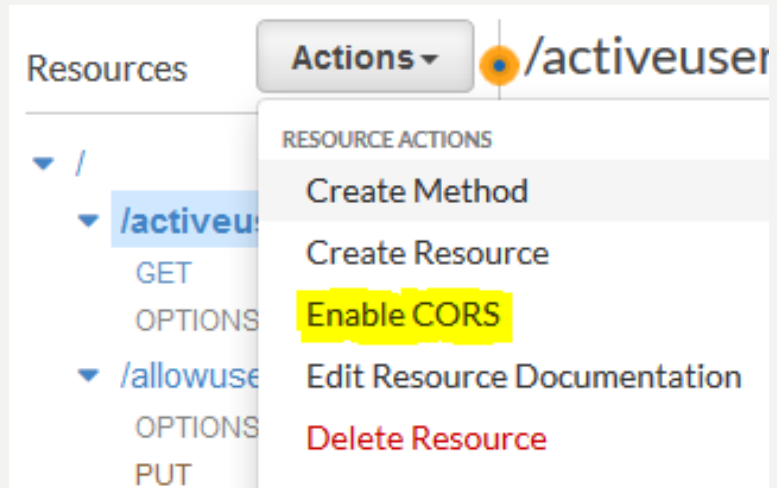 Resources
Actions
/activeuser
/
/activeu
GET
OPTIONS
/allowuse
OPTIONS
PUT
RESOURCE ACTIONS
Create Method
Create Resource
Enable CORS
Edit Resource Documentation
Delete Resource